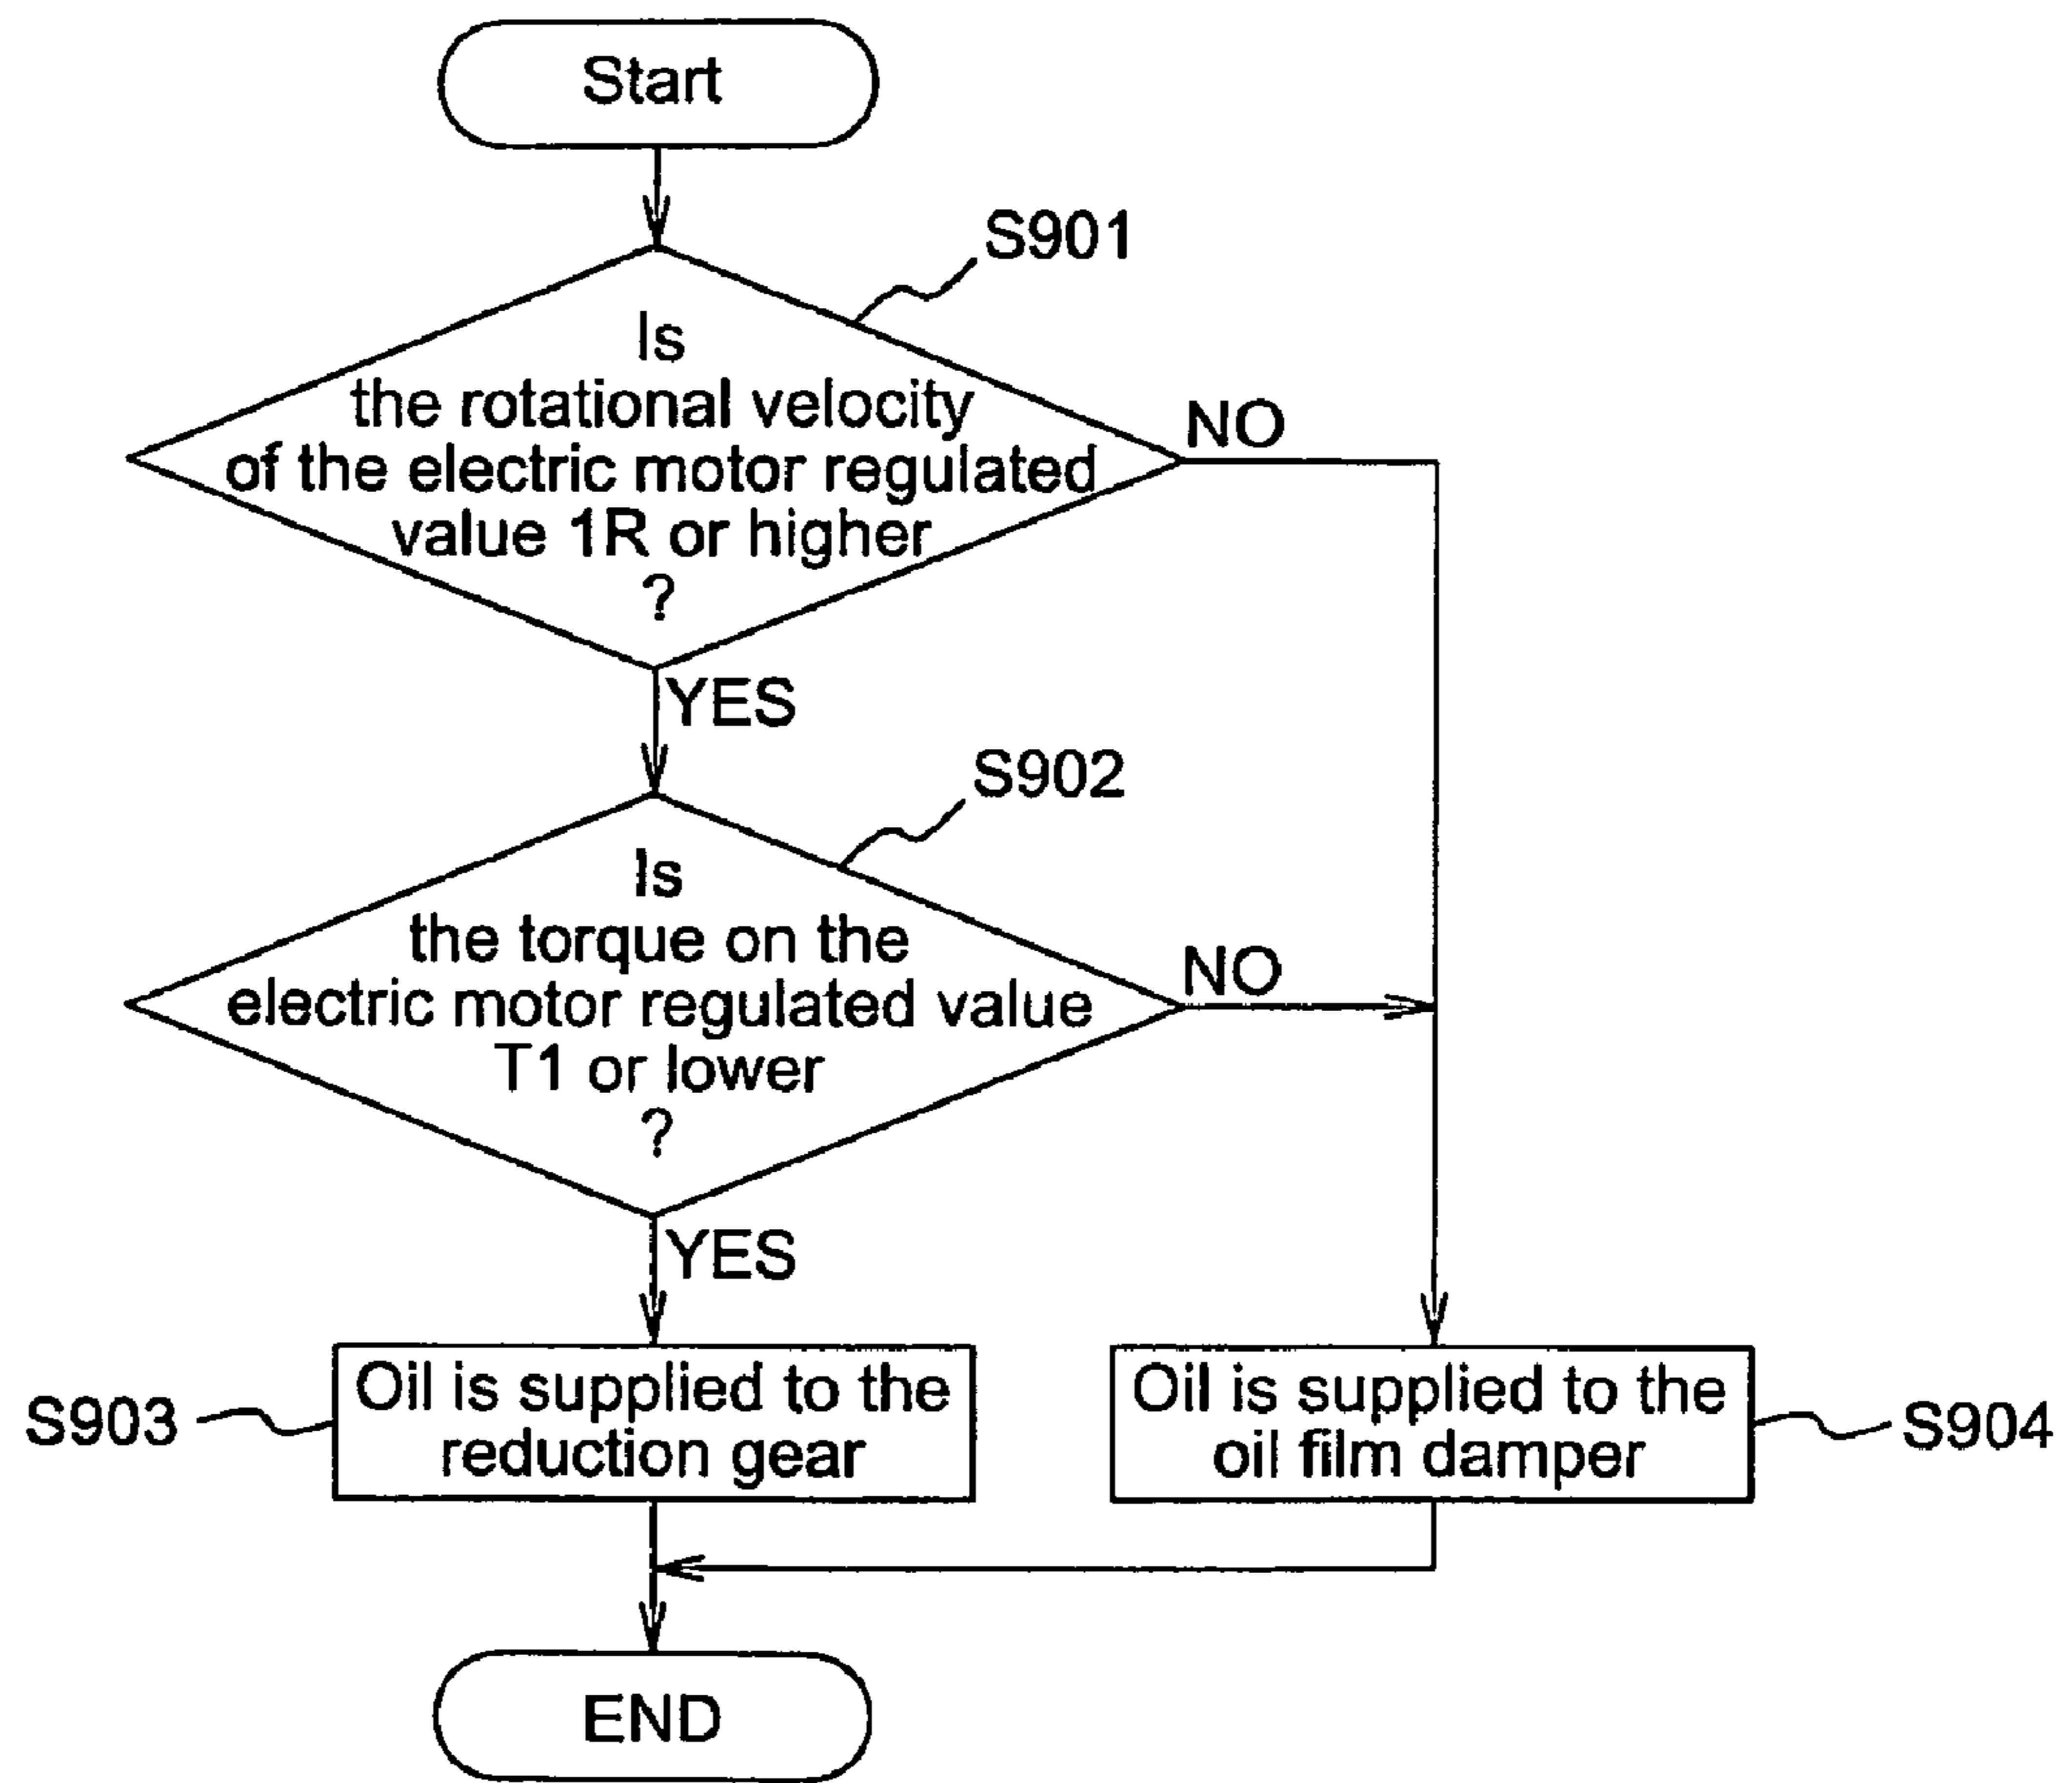 Start
S901
Is
the rotational velocity
of the electric motor regulated
value 1R or higher
?
NO
YES
S902
Is
the torque on the
electric motor regulated value
T1 or lower
?
NO
YES
S903
Oil is supplied to the
reduction gear
Oil is supplied to the
oil film damper
S904
END